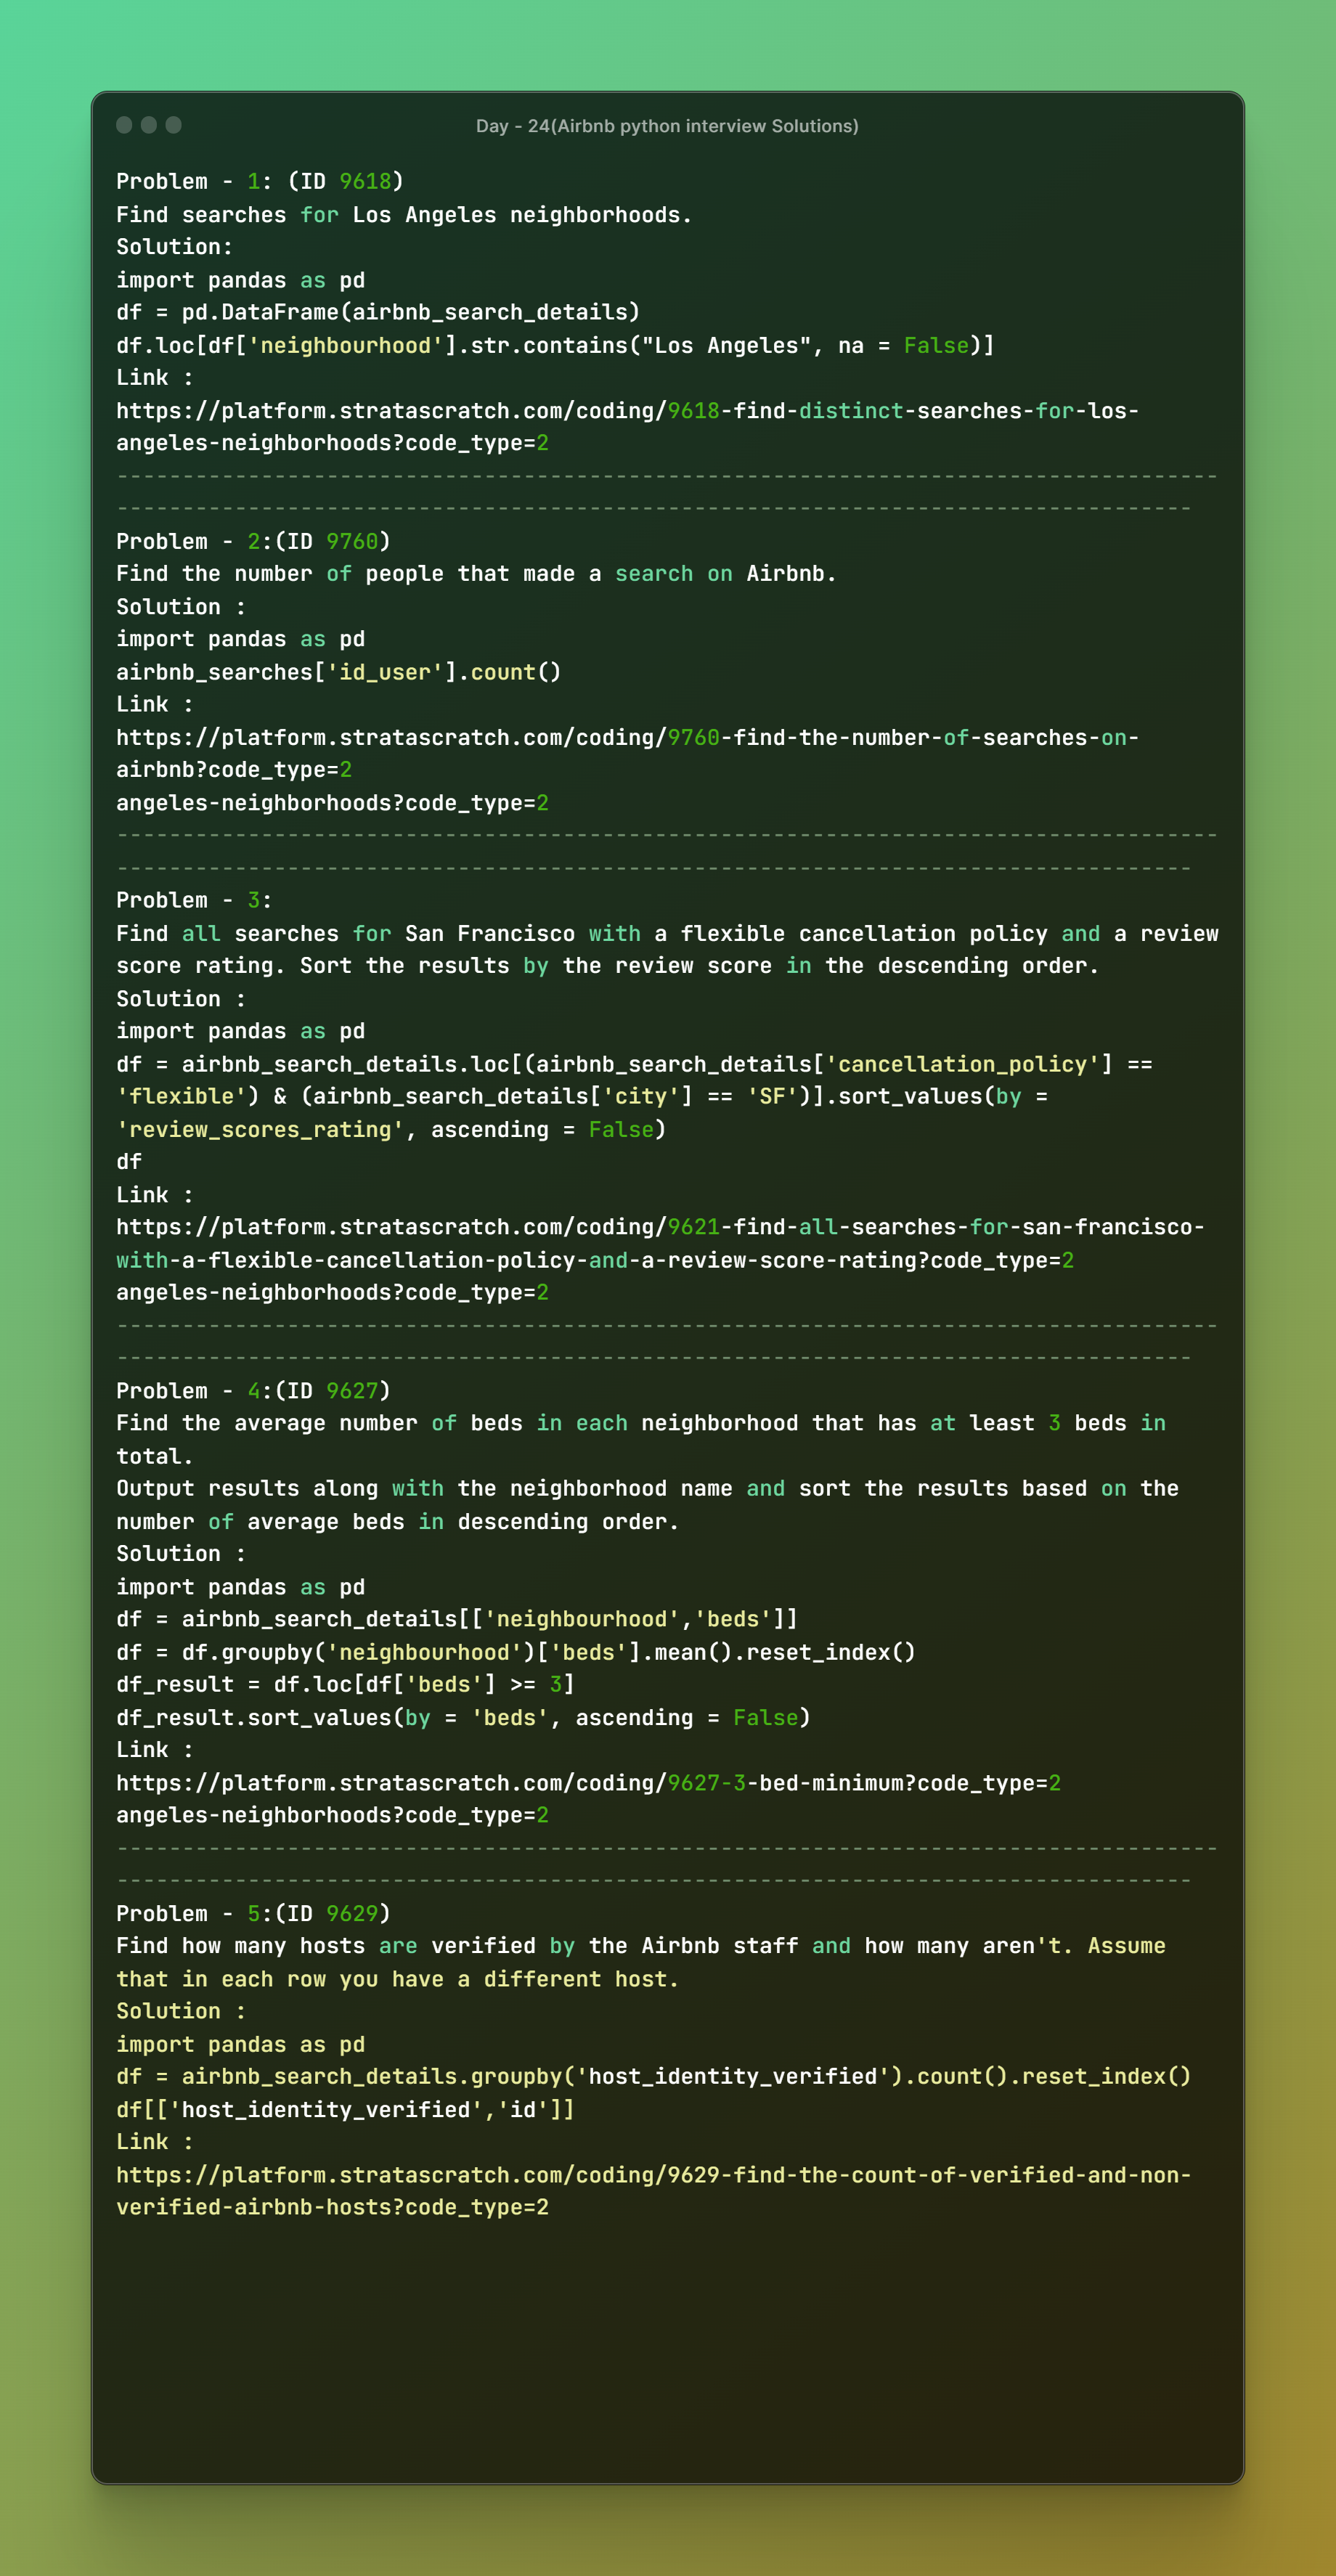 Day - 24(Airbnb python interview Solutions)
Problem - 1: (ID 9618)
Find searches for Los Angeles neighborhoods.
Solution:
import pandas as pd
df = pd.DataFrame(airbnb_search_details)
df.loc[df['neighbourhood'].str.contains("Los Angeles", na = False)]
Link :
https://platform.stratascratch.com/coding/9618-find-distinct-searches-for-los-
angeles-neighborhoods?code_type=2
------------------------------------------------------------------------------------
----------------------------------------------------------------------------------
Problem - 2:(ID 9760)
Find the number of people that made a search on Airbnb.
Solution :
import pandas as pd
airbnb_searches['id_user'].count()
Link :
https://platform.stratascratch.com/coding/9760-find-the-number-of-searches-on-
airbnb?code_type=2
angeles-neighborhoods?code_type=2
------------------------------------------------------------------------------------
----------------------------------------------------------------------------------
Problem - 3:
Find all searches for San Francisco with a flexible cancellation policy and a review
score rating. Sort the results by the review score in the descending order.
Solution :
import pandas as pd
df = airbnb_search_details.loc[(airbnb_search_details['cancellation_policy'] ==
'flexible') & (airbnb_search_details['city'] == 'SF')].sort_values(by =
'review_scores_rating', ascending = False)
df
Link :
https://platform.stratascratch.com/coding/9621-find-all-searches-for-san-francisco-
with-a-flexible-cancellation-policy-and-a-review-score-rating?code_type=2
angeles-neighborhoods?code_type=2
------------------------------------------------------------------------------------
----------------------------------------------------------------------------------
Problem - 4:(ID 9627)
Find the average number of beds in each neighborhood that has at least 3 beds in
total.
Output results along with the neighborhood name and sort the results based on the
number of average beds in descending order.
Solution :
import pandas as pd
df = airbnb_search_details[['neighbourhood','beds']]
df = df.groupby('neighbourhood')['beds'].mean().reset_index()
df_result = df.loc[df['beds'] >= 3]
df_result.sort_values(by = 'beds', ascending = False)
Link :
https://platform.stratascratch.com/coding/9627-3-bed-minimum?code_type=2
angeles-neighborhoods?code_type=2
------------------------------------------------------------------------------------
----------------------------------------------------------------------------------
Problem - 5:(ID 9629)
Find how many hosts are verified by the Airbnb staff and how many aren't. Assume
that in each row you have a different host.
Solution :
import pandas as pd
df = airbnb_search_details.groupby('host_identity_verified').count().reset_index()
df[['host_identity_verified','id']]
Link :
https://platform.stratascratch.com/coding/9629-find-the-count-of-verified-and-non-
verified-airbnb-hosts?code_type=2